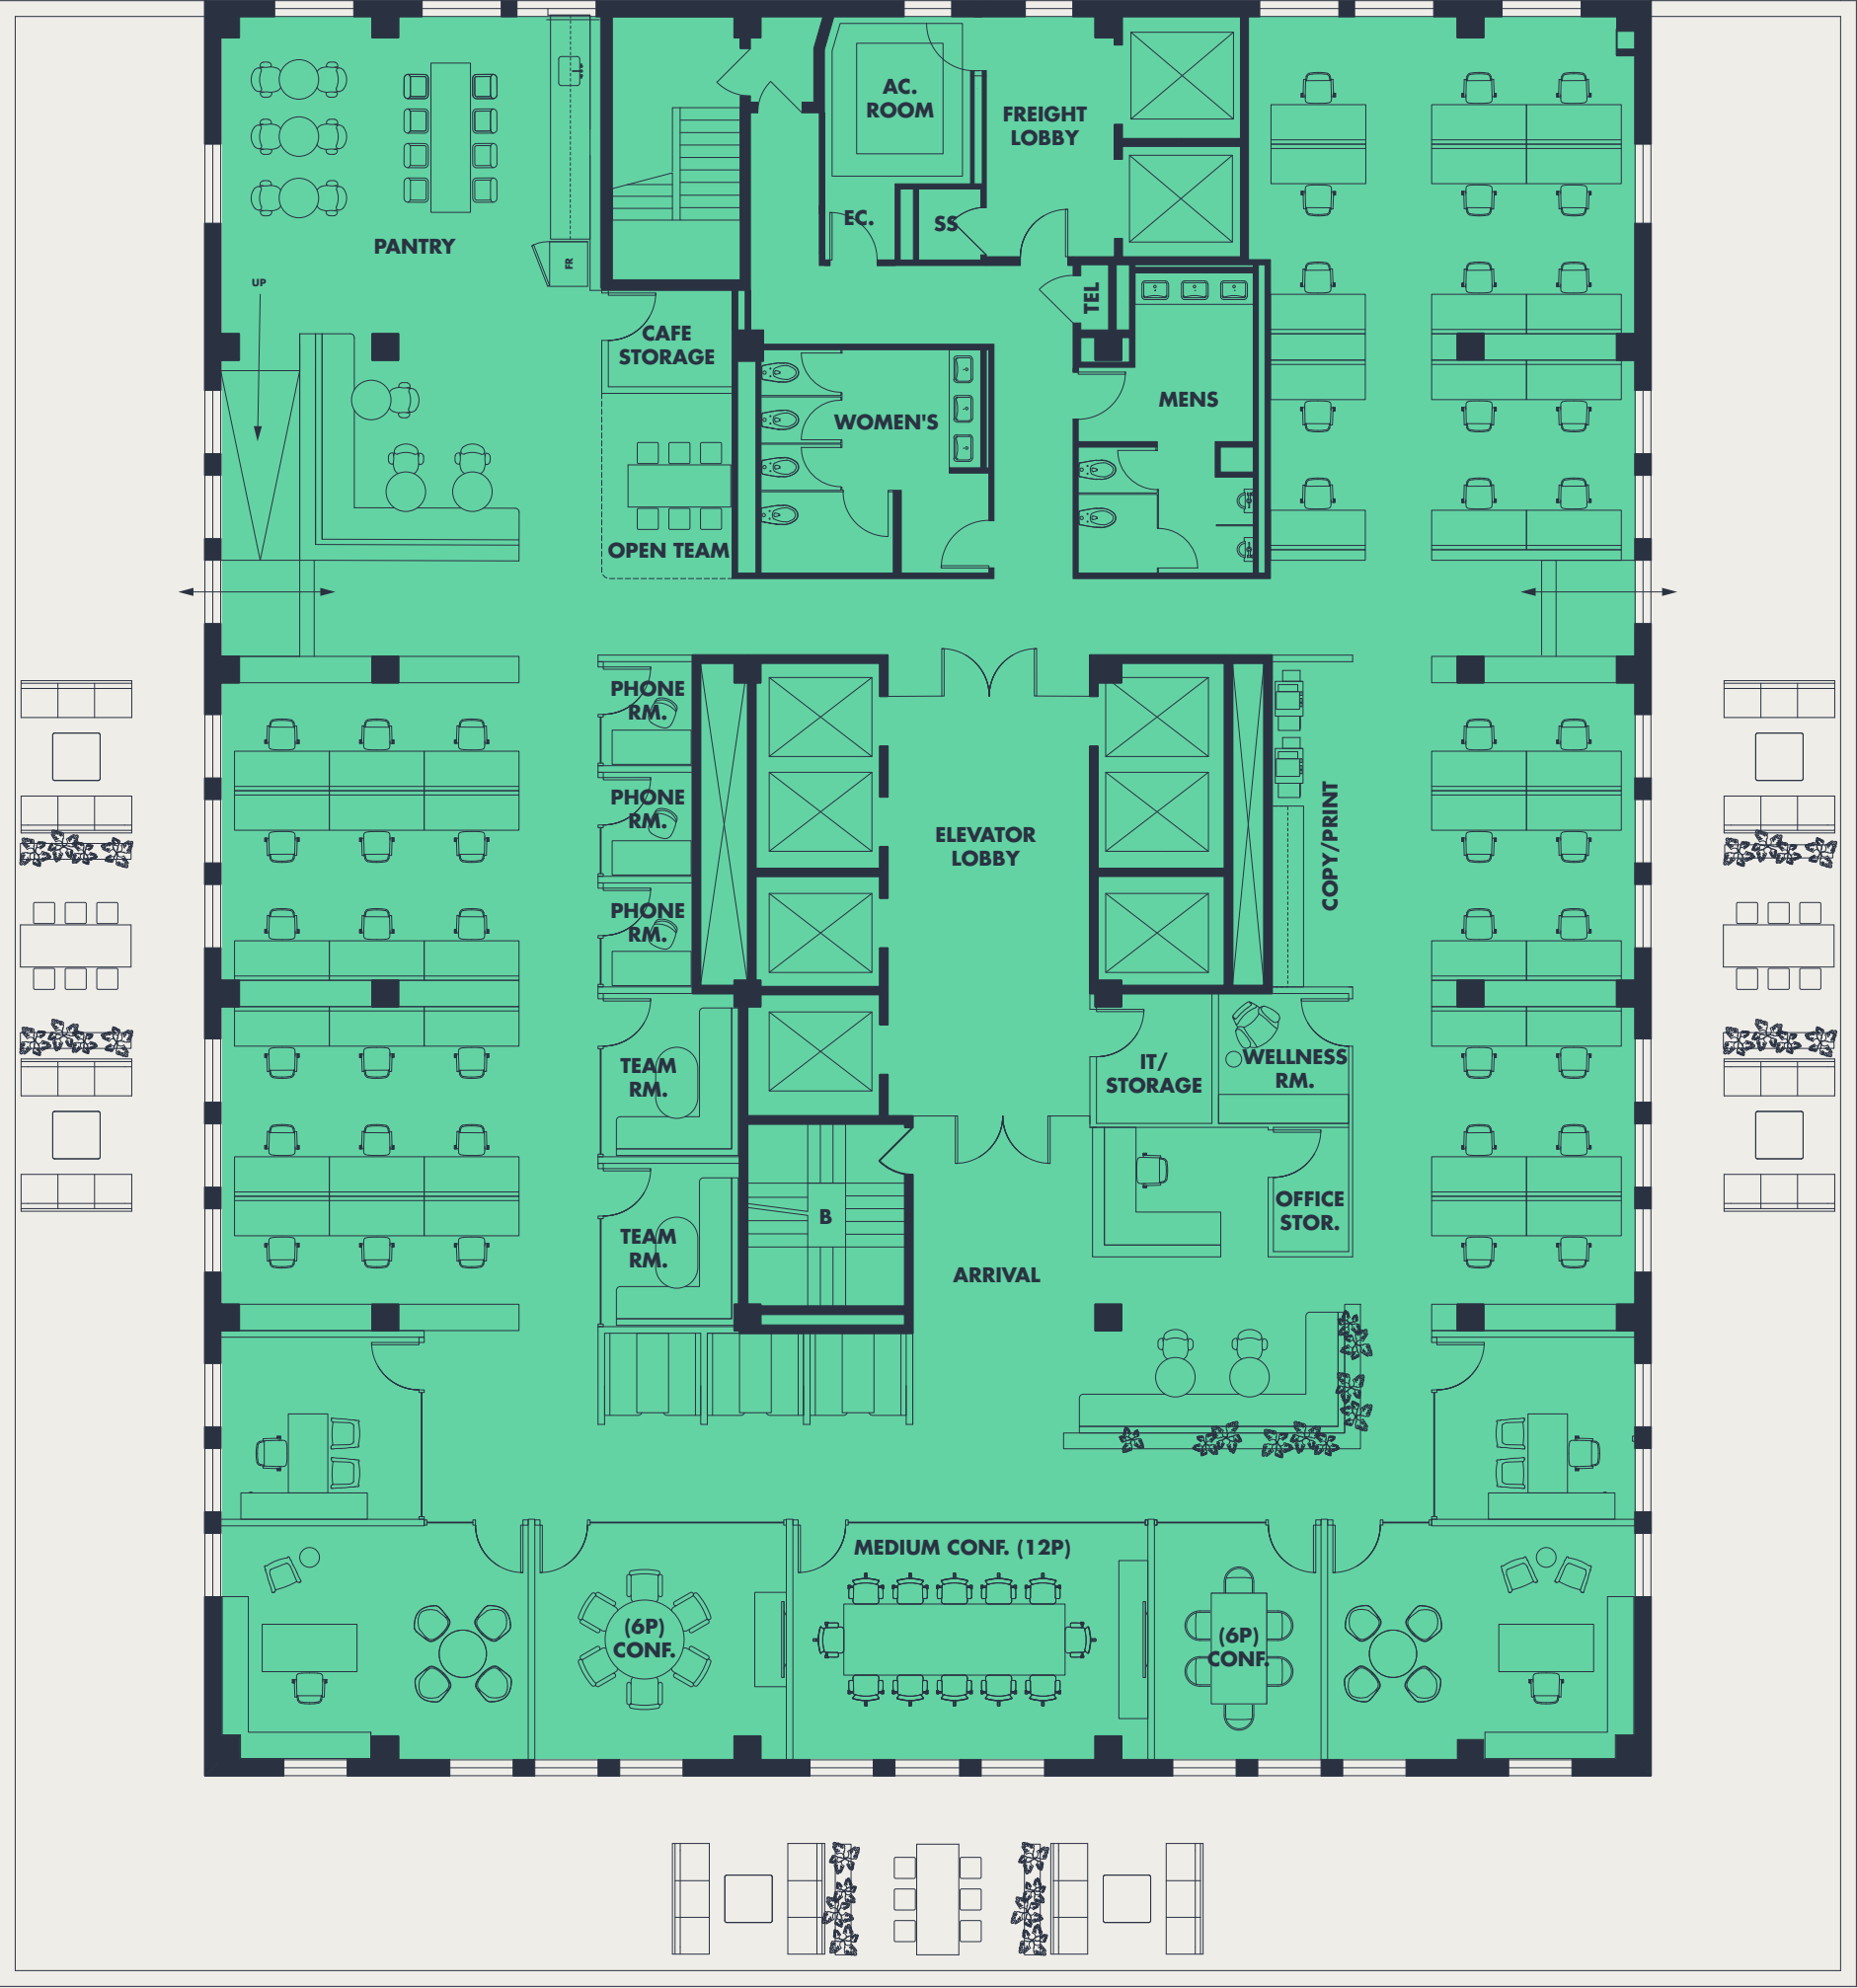 AC.
ROOM
FREIGHT
LOBBY
EC.
SS
PANTRY
FR
UP
TEL
CAFE
STORAGE
MENS
WOMEN'S
OPEN TEAM
PHONE
RM.
PHONE
RM.
ELEVATOR
LOBBY
COPY/PRINT
PHONE
RM.
TEAM
RM.
IT/
STORAGE
WELLNESS
RM.
OFFICE
STOR.
B
TEAM
RM.
ARRIVAL
MEDIUM CONF. (12P)
(6P)
CONF.
(6P)
CONF.